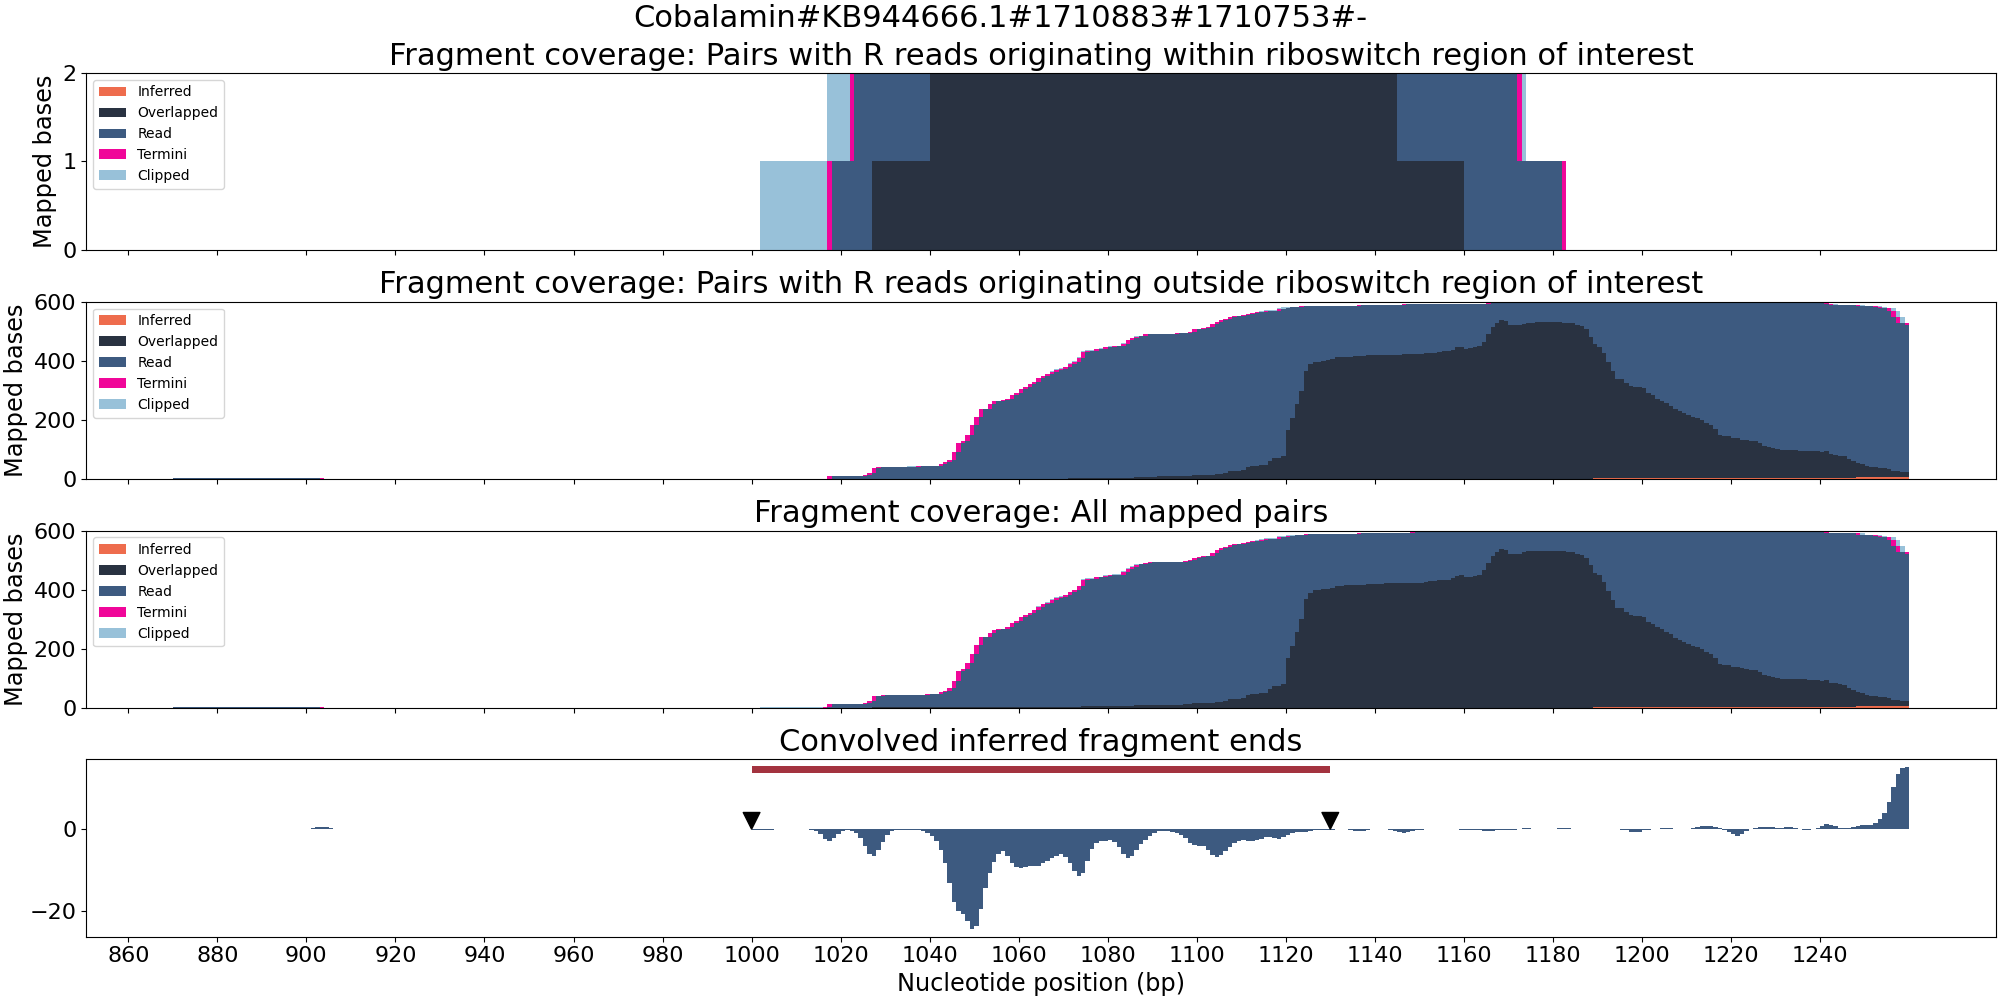 Cobalamin#KB944666.1#1710883#1710753#-
Fragment coverage: Pairs with R reads originating within riboswitch region of interest
Mapped bases
2
1
0
Inferred
Overlapped
Read
Termini
Clipped
Fragment coverage: Pairs with R reads originating outside riboswitch region of interest
Mapped bases
600
400
200
0
Inferred
Overlapped
Read
Termini
Clipped
Fragment coverage: All mapped pairs
Mapped bases
600
400
200
0
Inferred
Overlapped
Read
Termini
Clipped
Convolved inferred fragment ends
0
−20
860 880 900 920 940 960 980 1000 1020 1040 1060 1080 1100 1120 1140 1160 1180 1200 1220 1240
Nucleotide position (bp)